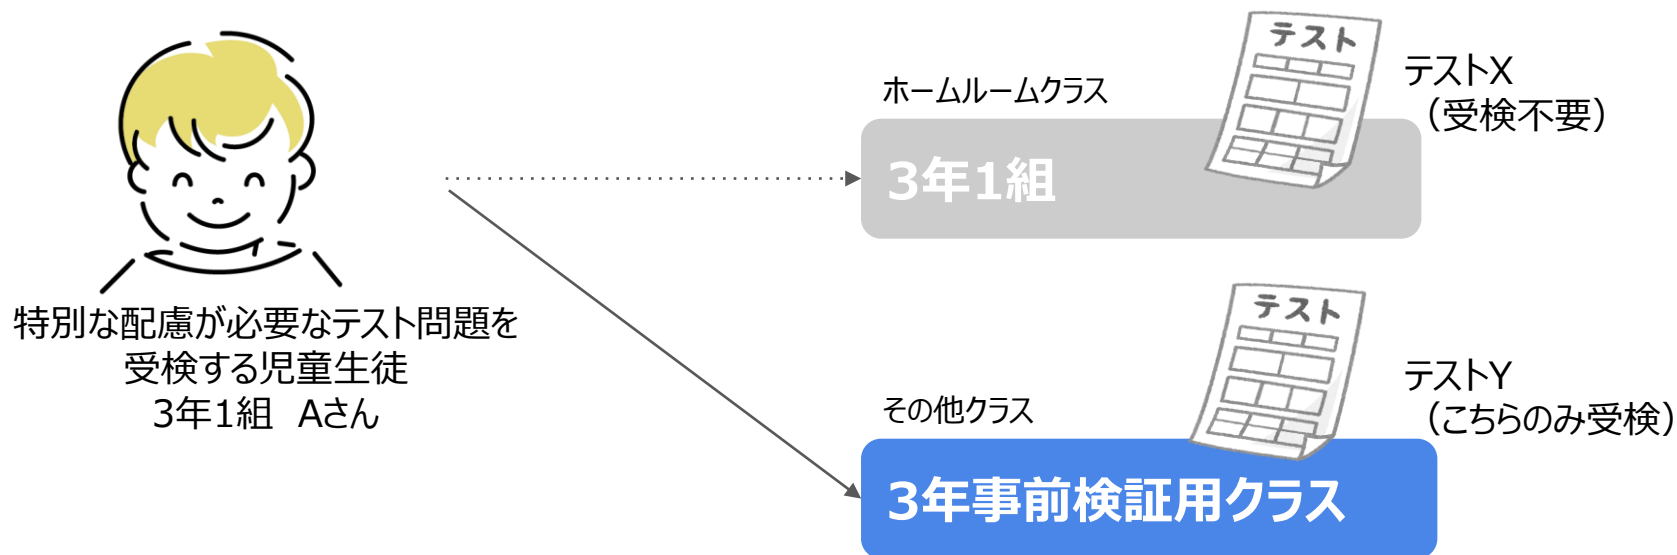 特別な配慮が必要なテスト問題を
受検する児童生徒
3年1組　Aさん
ホームルームクラス
3年1組
テスト
テストX
（受検不要）
その他クラス
3年事前検証用クラス
テスト
テストY
（こちらのみ受検）